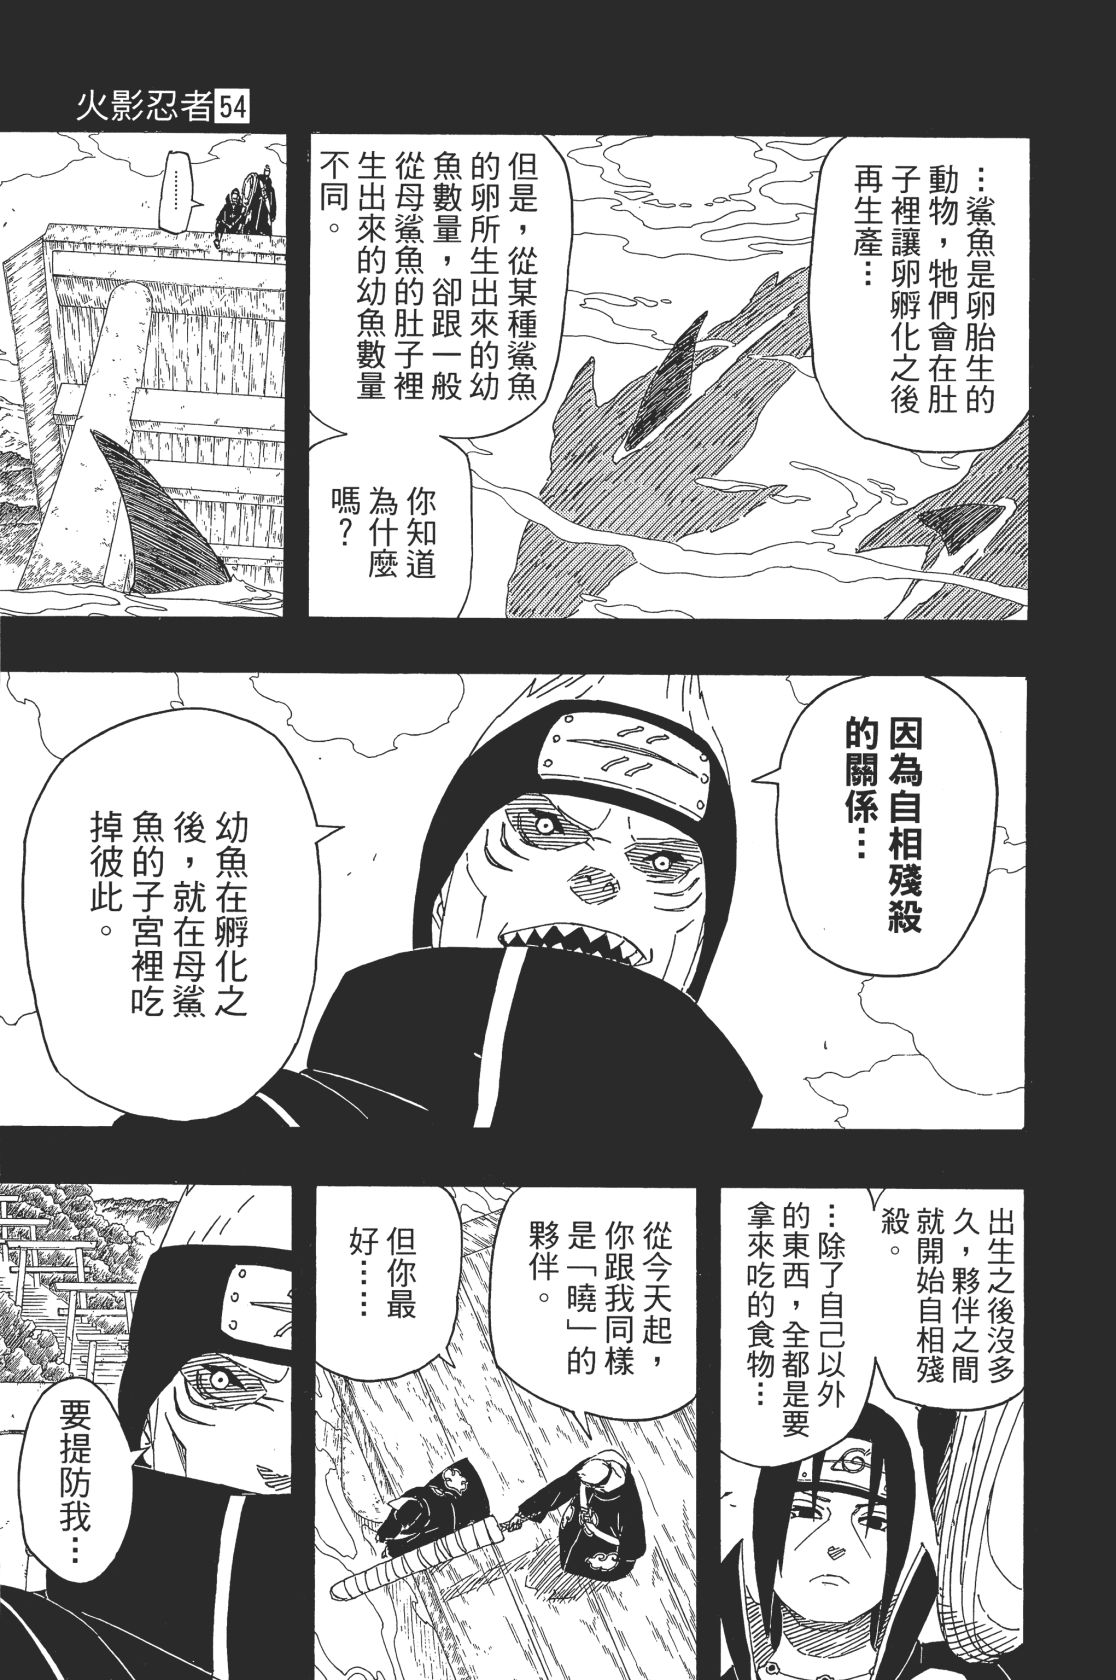 火影忍者54
…鯊魚是卵胎生的
動物，牠們會在肚
子裡讓卵孵化之後
再生產…
但是，從某種鯊魚
的卵所生出來的幼
魚數量，卻跟一般
從母鯊魚的肚子裡
生出來的幼魚數量
不同。
你知道
為什麼
嗎？
………
因為自相殘殺
的關係…
幼魚在孵化之
後，就在母鯊
魚的子宮裡吃
掉彼此。
出生之後沒多
久，夥伴之間
就開始自相殘
殺。
…除了自己以外
的東西，全都是要
拿來吃的食物…
從今天起，
你跟我同樣
是「曉」的
夥伴。
但你最
好……
要提防我…